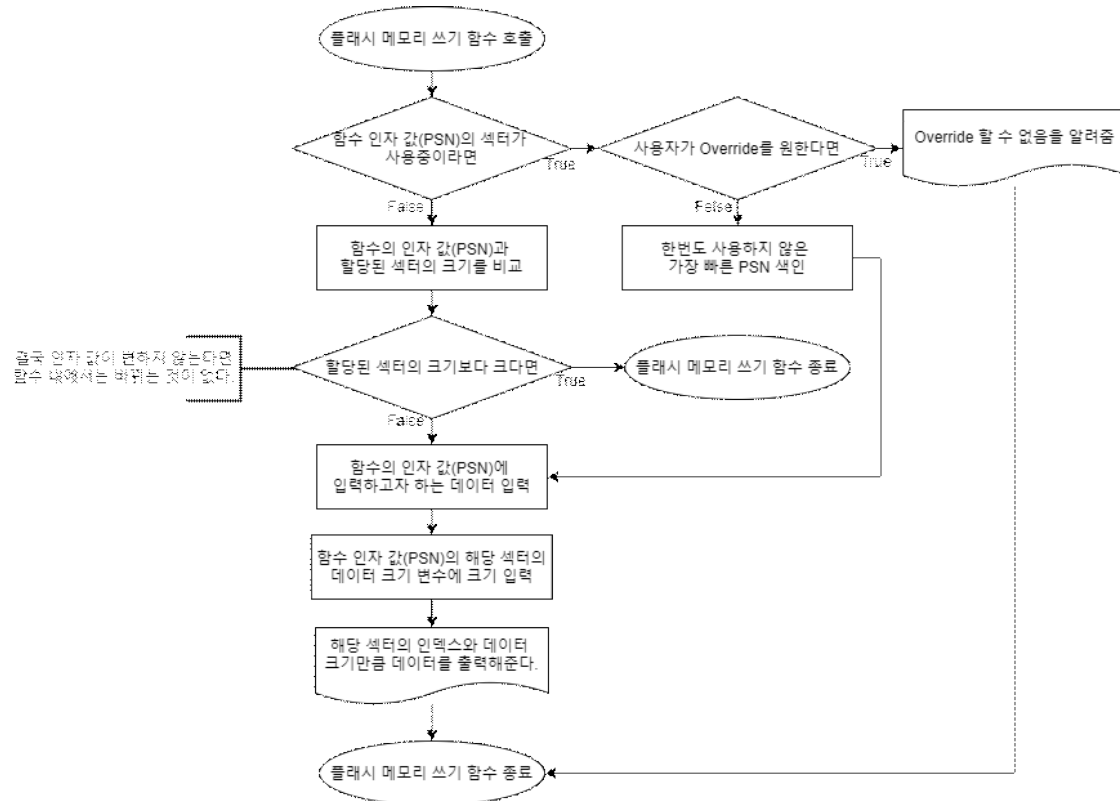 플래시 메모리 쓰기 함수 호출
함수 인자 값(PSN)의 섹터가
사용중이라면
True
사용자가 Override를 원한다면
True
Override 할 수 없음을 알려줌
False
False
함수의 인자 값(PSN)과
할당된 섹터의 크기를 비교
한번도 사용하지 않은
가장 빠른 PSN 색인
결국 인자 값이 변하지 않는다면
함수 내에서는 바뀌는 것이 없다.
할당된 섹터의 크기보다 크다면
True
플래시 메모리 쓰기 함수 종료
False
함수의 인자 값(PSN)에
입력하고자 하는 데이터 입력
함수 인자 값(PSN)의 해당 섹터의
데이터 크기 변수에 크기 입력
해당 섹터의 인덱스와 데이터
크기만큼 데이터를 출력해준다.
플래시 메모리 쓰기 함수 종료